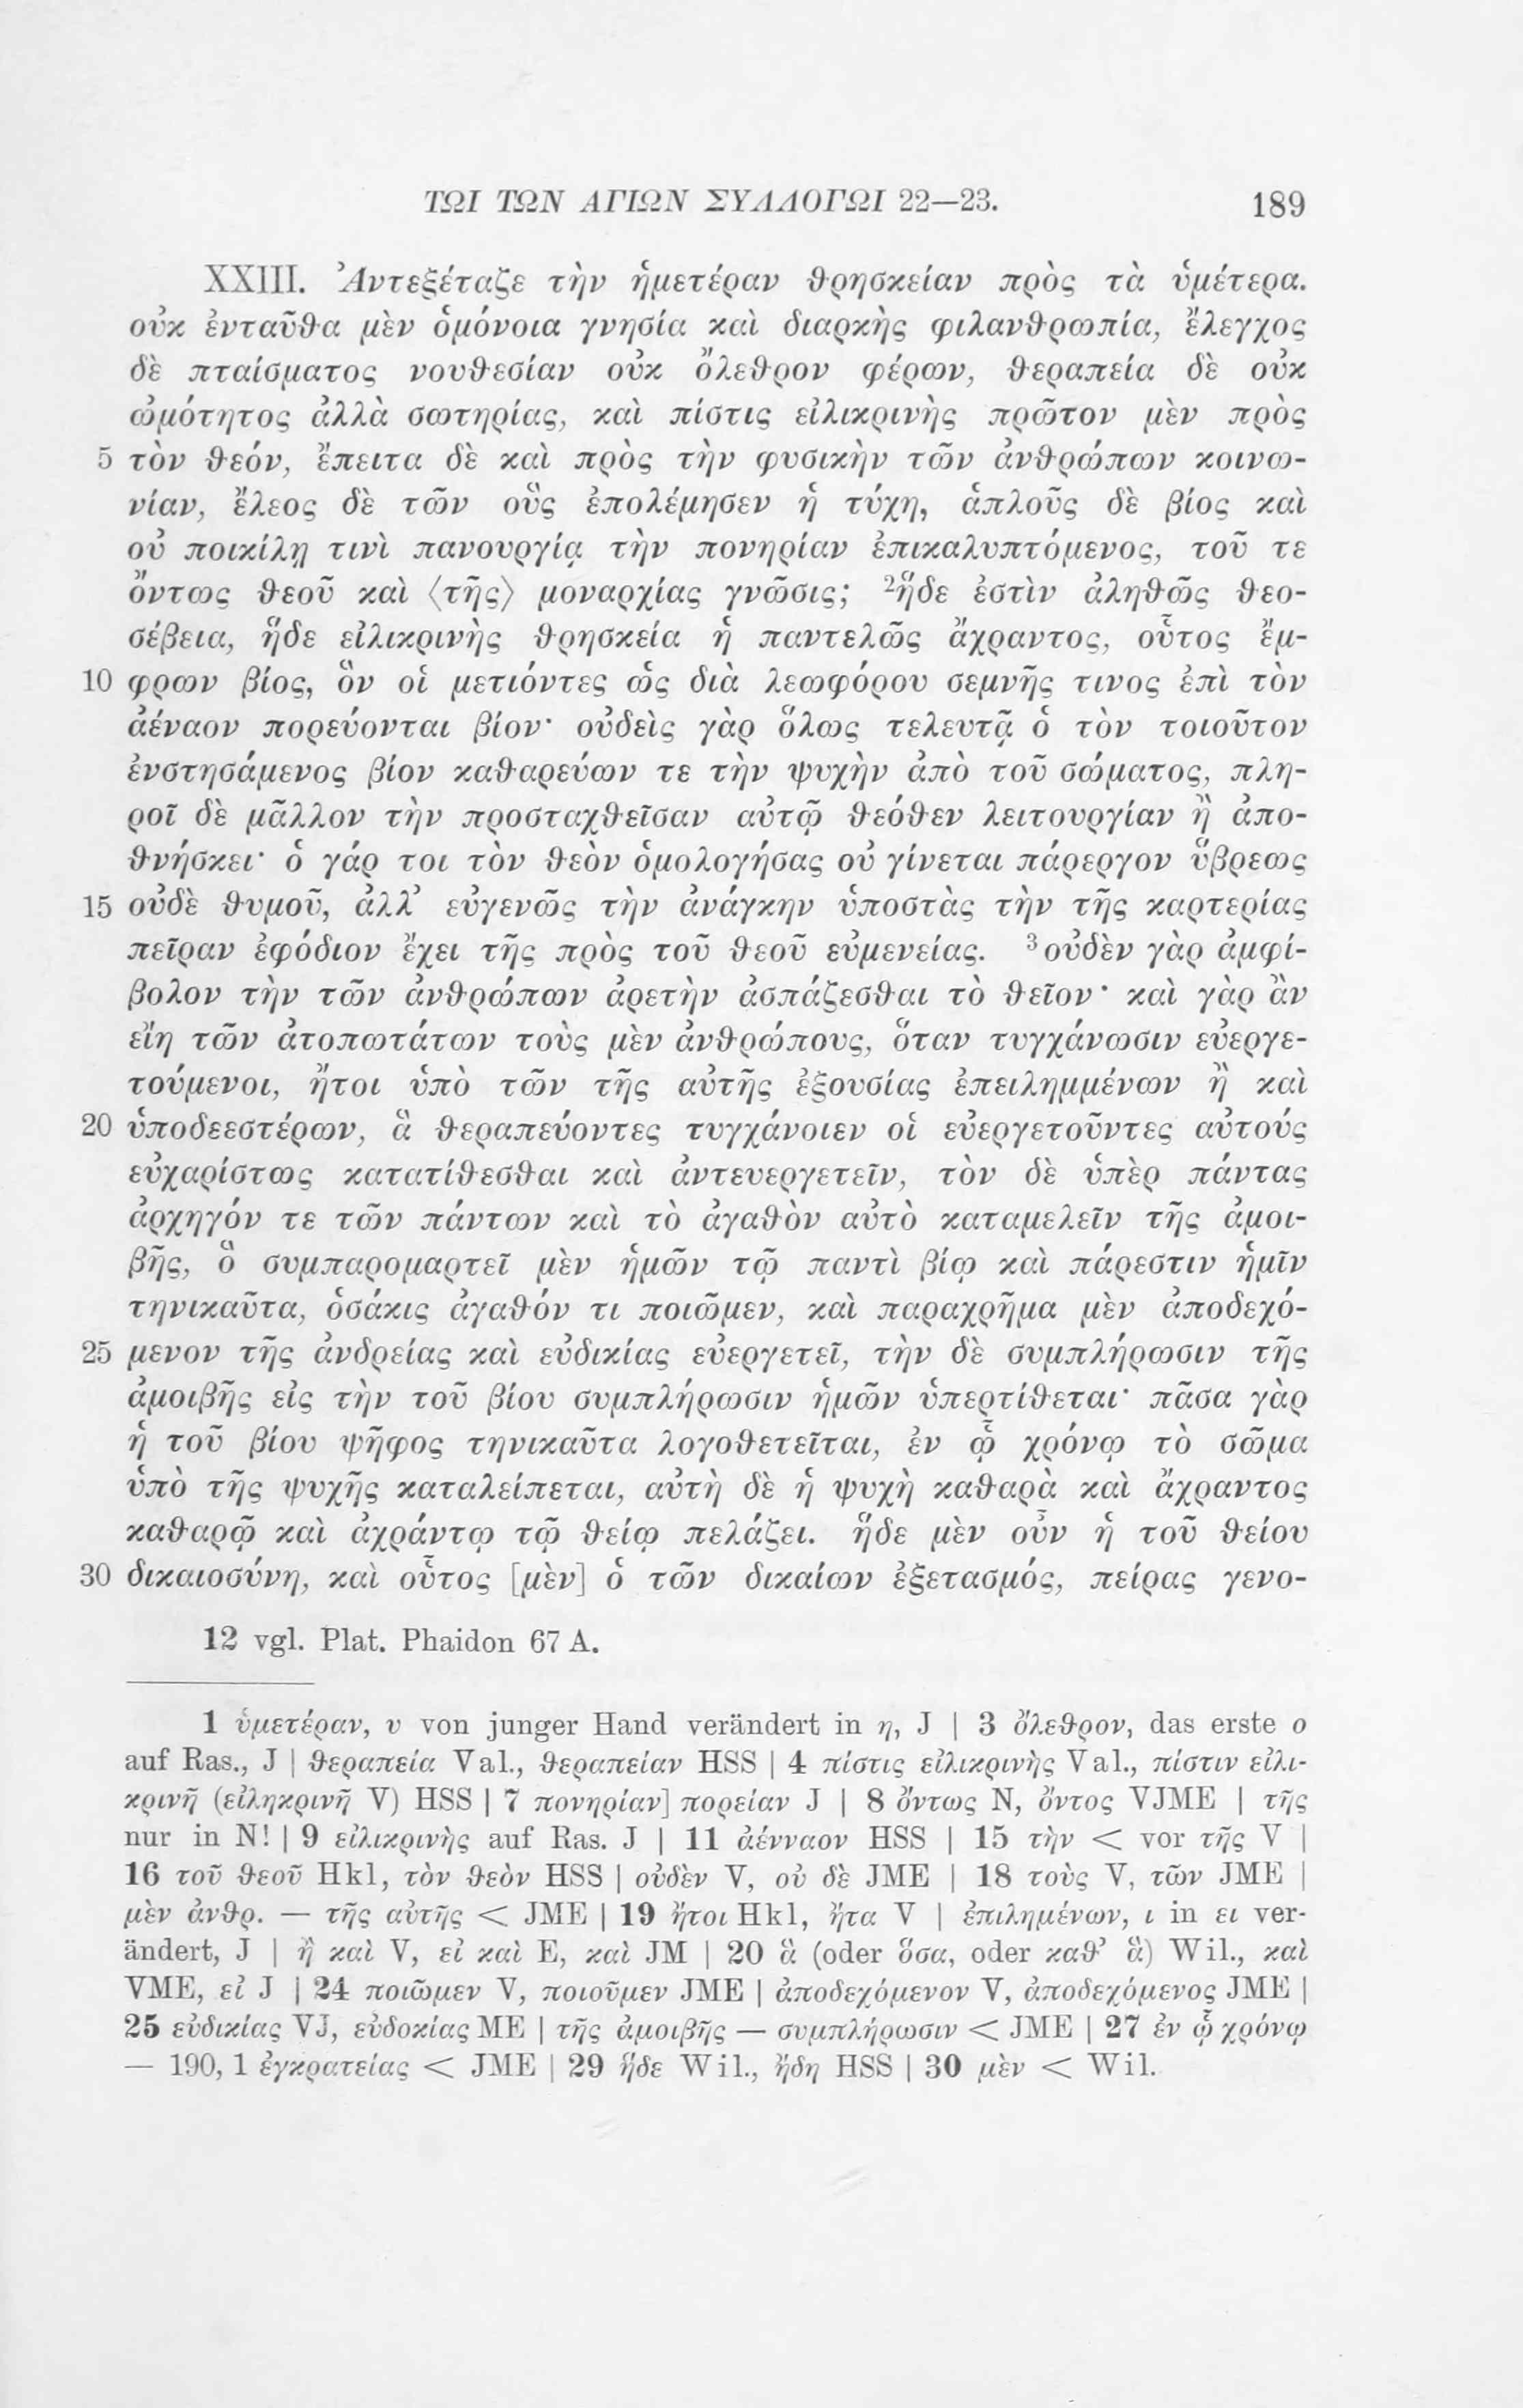 ΤΩΙ ΤΩΝ ΑΓΙΩΝ ΣΥΛΛΟΓΩΙ 22—23. 189
XXIII. Ἀντεξέταζε τὴν ἡμετέραν θρησκείαν πρὸς τὰ ὑμέτερα.
οὐκ ἐνταῦθα μὲν ὁμόνοια γνησία καὶ διαρκὴς φιλανθρωπία, ἔλεγχος
δὲ πταίσματος νουθεσίαν οὐκ ὄλεθρον φέρων, θεραπεία δὲ οὐκ
ὠμότητος ἀλλὰ σωτηρίας, καὶ πίστις εἰλικρινὴς πρῶτον μὲν πρὸς
5 τὸν θεόν, ἔπειτα δὲ καὶ πρὸς τὴν φυσικὴν τῶν ἀνθρώπων κοινω-
νίαν, ἔλεος δὲ τῶν οὓς ἐπολέμησεν ἡ τύχη, ἁπλοῦς δὲ βίος καὶ
οὐ ποικίλῃ τινὶ πανουργίᾳ τὴν πονηρίαν ἐπικαλυπτόμενος, τοῦ τε
ὄντως θεοῦ καὶ ⟨τῆς⟩ μοναρχίας γνῶσις; ²ἥδε ἐστὶν ἀληθῶς θεο-
σέβεια, ἥδε εἰλικρινὴς θρησκεία ἡ παντελῶς ἄχραντος, οὗτος ἔμ-
10 φρων βίος, ὃν οἱ μετιόντες ὡς διὰ λεωφόρου σεμνῆς τινος ἐπὶ τὸν
ἀέναον πορεύονται βίον· οὐδεὶς γὰρ ὅλως τελευτᾷ ὁ τὸν τοιοῦτον
ἐνστησάμενος βίον καθαρεύων τε τὴν ψυχὴν ἀπὸ τοῦ σώματος, πλη-
ροῖ δὲ μᾶλλον τὴν προσταχθεῖσαν αὐτῷ θεόθεν λειτουργίαν ἢ ἀπο-
θνήσκει· ὁ γάρ τοι τὸν θεὸν ὁμολογήσας οὐ γίνεται πάρεργον ὕβρεως
15 οὐδὲ θυμοῦ, ἀλλ' εὐγενῶς τὴν ἀνάγκην ὑποστὰς τὴν τῆς καρτερίας
πεῖραν ἐφόδιον ἔχει τῆς πρὸς τοῦ θεοῦ εὐμενείας. ³οὐδὲν γὰρ ἀμφί-
βολον τὴν τῶν ἀνθρώπων ἀρετὴν ἀσπάζεσθαι τὸ θεῖον· καὶ γὰρ ἂν
εἴη τῶν ἀτοπωτάτων τοὺς μὲν ἀνθρώπους, ὅταν τυγχάνωσιν εὐεργε-
τούμενοι, ἤτοι ὑπὸ τῶν τῆς αὐτῆς ἐξουσίας ἐπειλημμένων ἢ καὶ
20 ὑποδεεστέρων, ἃ θεραπεύοντες τυγχάνοιεν οἱ εὐεργετοῦντες αὐτούς
εὐχαρίστως κατατίθεσθαι καὶ ἀντευεργετεῖν, τὸν δὲ ὑπὲρ πάντας
ἀρχηγόν τε τῶν πάντων καὶ τὸ ἀγαθὸν αὐτὸ καταμελεῖν τῆς ἀμοι-
βῆς, ὃ συμπαρομαρτεῖ μὲν ἡμῶν τῷ παντὶ βίῳ καὶ πάρεστιν ἡμῖν
τηνικαῦτα, ὁσάκις ἀγαθόν τι ποιῶμεν, καὶ παραχρῆμα μὲν ἀποδεχό-
25 μενον τῆς ἀνδρείας καὶ εὐδικίας εὐεργετεῖ, τὴν δὲ συμπλήρωσιν τῆς
ἀμοιβῆς εἰς τὴν τοῦ βίου συμπλήρωσιν ἡμῶν ὑπερτίθεται· πᾶσα γὰρ
ἡ τοῦ βίου ψῆφος τηνικαῦτα λογοθετεῖται, ἐν ᾧ χρόνῳ τὸ σῶμα
ὑπὸ τῆς ψυχῆς καταλείπεται, αὐτὴ δὲ ἡ ψυχὴ καθαρὰ καὶ ἄχραντος
καθαρῷ καὶ ἀχράντῳ τῷ θείῳ πελάζει. ἥδε μὲν οὖν ἡ τοῦ θείου
30 δικαιοσύνη, καὶ οὗτος [μὲν] ὁ τῶν δικαίων ἐξετασμός, πείρας γενο-
12 vgl. Plat. Phaidon 67 A.
1 ὑμετέραν, υ von junger Hand verändert in η, J | 3 ὄλεθρον, das erste ο
auf Ras., J | θεραπεία Val., θεραπείαν HSS | 4 πίστις εἰλικρινὴς Val., πίστιν εἰλι-
κρινῆ (εἰληκρινῆ V) HSS | 7 πονηρίαν] πορείαν J | 8 ὄντως N, ὄντος VJME | τῆς
nur in N! | 9 εἰλικρινὴς auf Ras. J | 11 ἀένναον HSS | 15 τὴν < vor τῆς V |
16 τοῦ θεοῦ Hkl, τὸν θεὸν HSS | οὐδὲν V, οὐ δὲ JME | 18 τοὺς V, τῶν JME |
μὲν ἀνθρ. — τῆς αὐτῆς < JME | 19 ἤτοι Hkl, ἤτα V | ἐπιλημένων, ι in ει ver-
ändert, J | ἢ καὶ V, εἰ καὶ E, καὶ JM | 20 ἃ (oder ὅσα, oder καθ' ἃ) Wil., καὶ
VME, εἰ J | 24 ποιῶμεν V, ποιοῦμεν JME | ἀποδεχόμενον V, ἀποδεχόμενος JME |
25 εὐδικίας VJ, εὐδοκίας ME | τῆς ἀμοιβῆς — συμπλήρωσιν < JME | 27 ἐν ᾧ χρόνῳ
— 190, 1 ἐγκρατείας < JME | 29 ἥδε Wil., ἤδη HSS | 30 μὲν < Wil.